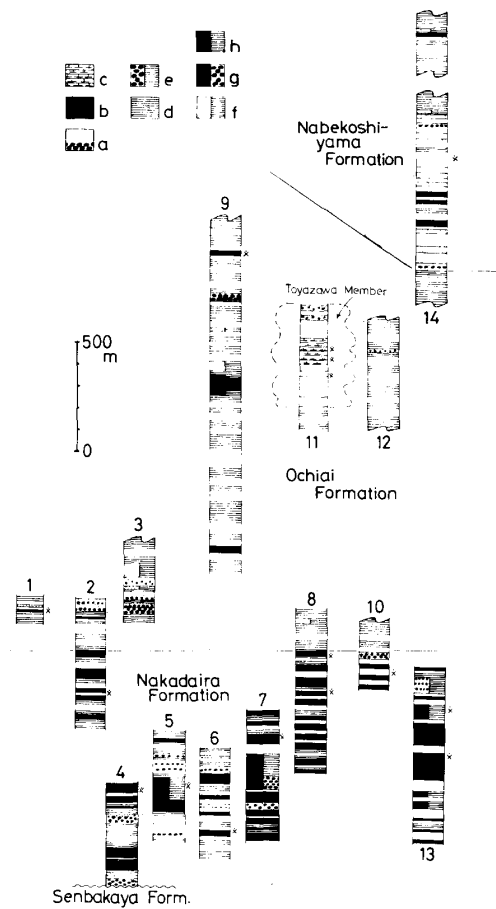 h
c
e
g
b
d
f
a
Nabekoshi-
yama
Formation
9
14
Toyazawa Member
500
m
0
11
12
Ochiai
Formation
3
1
2
8
10
Nakadaira
Formation
7
5
6
4
13
Senbakaya Form.